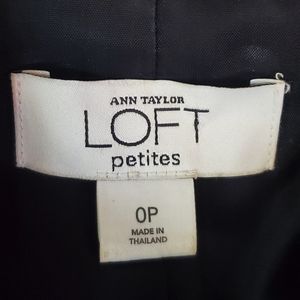 ANN TAYLOR
LOFT
petites
0P
MADE IN
THAILAND